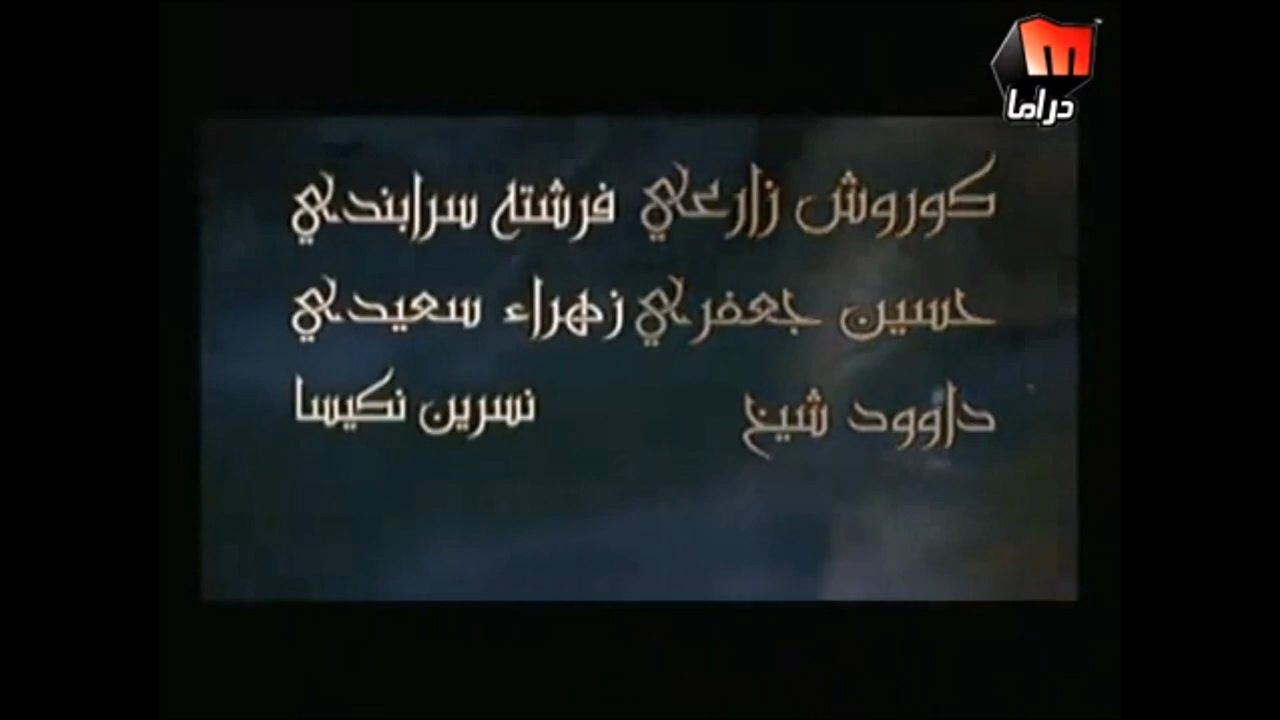 دراما
كوروش زارعي فرشته سرابندي
حسين جعفري زهراء سعيدي
داوود شيخ نسرين نكيسا